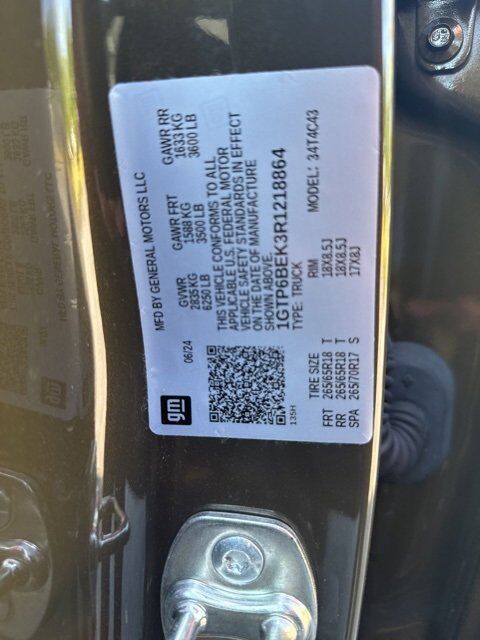 MFD BY GENERAL MOTORS LLC
06/24
GVWR GAWR FRT GAWR RR
2835 KG 1588 KG 1633 KG
6250 LB 3500 LB 3600 LB
THIS VEHICLE CONFORMS TO ALL
APPLICABLE U.S. FEDERAL MOTOR
VEHICLE SAFETY STANDARDS IN EFFECT
ON THE DATE OF MANUFACTURE
SHOWN ABOVE.
1GTP6BEK3R1218864
TYPE: TRUCK MODEL: 34T4C43
gm
135H
TIRE SIZE RIM
FRT 265/65R18 T 18X8.5J
RR 265/65R18 T 18X8.5J
SPA 265/70R17 S 17X8J